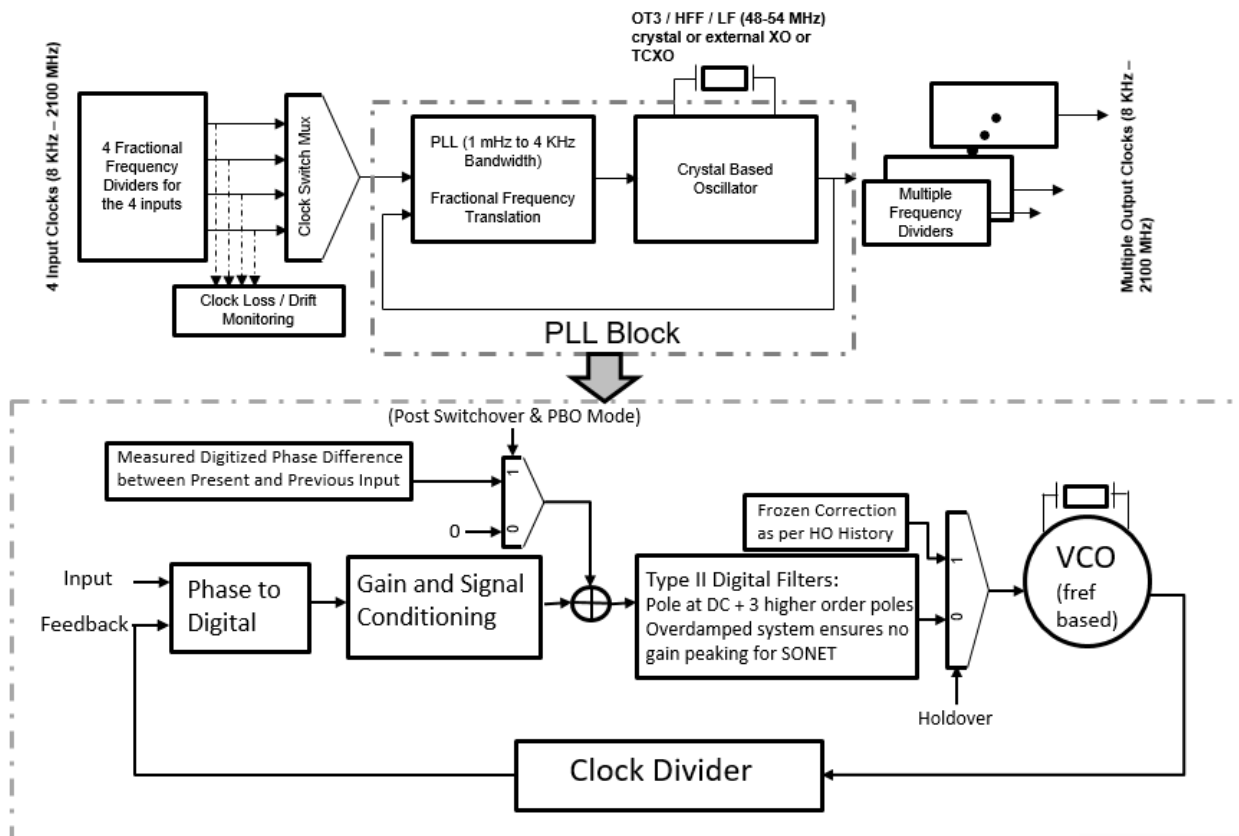 OT3 / HFF / LF (48-54 MHz)
crystal or external XO or
TCXO
4 Input Clocks (8 KHz – 2100 MHz)
4 Fractional
Frequency
Dividers for
the 4 inputs
Clock Switch Mux
PLL (1 mHz to 4 KHz
Bandwidth)
Fractional Frequency
Translation
Crystal Based
Oscillator
Multiple
Frequency
Dividers
Multiple Output Clocks (8 KHz –
2100 MHz)
Clock Loss / Drift
Monitoring
PLL Block
(Post Switchover & PBO Mode)
Measured Digitized Phase Difference
between Present and Previous Input
1
0
0
Frozen Correction
as per HO History
1
0
VCO
(fref
based)
Input
Feedback
Phase to
Digital
Gain and Signal
Conditioning
Type II Digital Filters:
Pole at DC + 3 higher order poles
Overdamped system ensures no
gain peaking for SONET
Holdover
Clock Divider